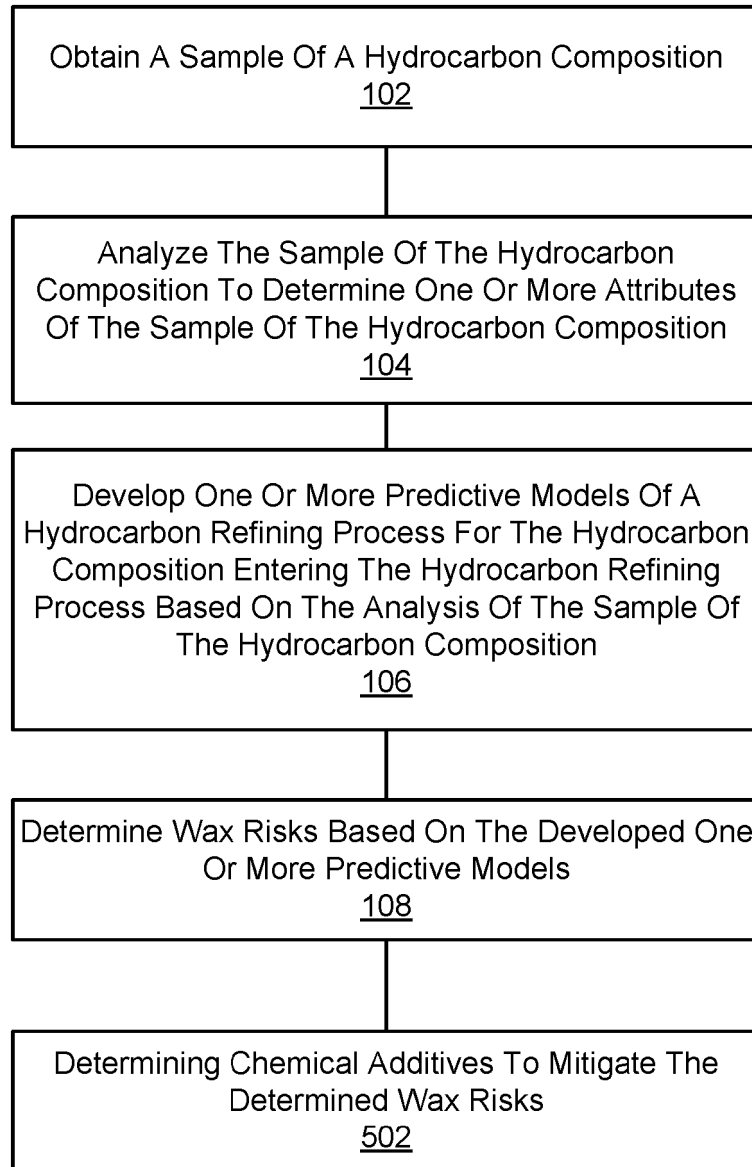 Obtain A Sample Of A Hydrocarbon Composition
102
Analyze The Sample Of The Hydrocarbon
Composition To Determine One Or More Attributes
Of The Sample Of The Hydrocarbon Composition
104
Develop One Or More Predictive Models Of A
Hydrocarbon Refining Process For The Hydrocarbon
Composition Entering The Hydrocarbon Refining
Process Based On The Analysis Of The Sample Of
The Hydrocarbon Composition
106
Determine Wax Risks Based On The Developed One
Or More Predictive Models
108
Determining Chemical Additives To Mitigate The
Determined Wax Risks
502